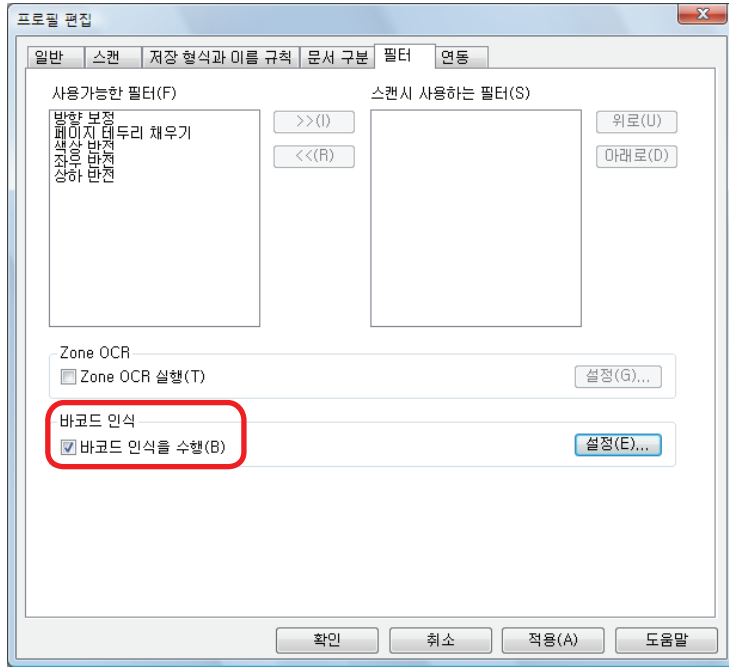 프로필 편집
일반 스캔 저장 형식과 이름 규칙 문서 구분 필터 연동
사용가능한 필터(F) 스캔시 사용하는 필터(S)
방향 보정
페이지 테두리 채우기
색상 반전
좌우 반전
상하 반전
>>(I)
<<(R)
위로(U)
아래로(D)
Zone OCR
Zone OCR 실행(T) 설정(G)...
바코드 인식
바코드 인식을 수행(B) 설정(E)...
확인 취소 적용(A) 도움말